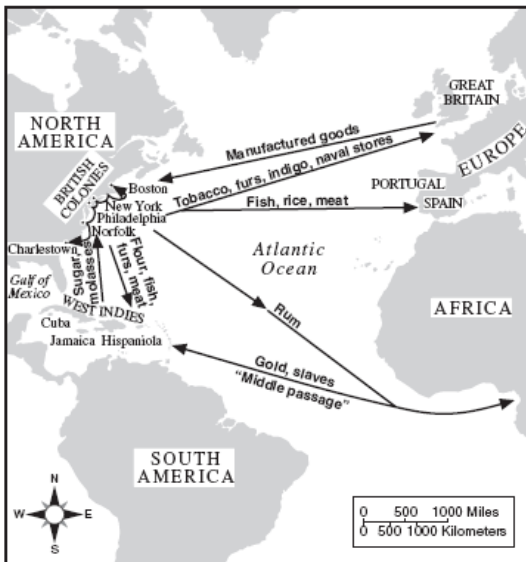 GREAT
BRITAIN
NORTH
AMERICA
EUROPE
Manufactured goods
Tobacco, furs, indigo, naval stores
BRITISH
COLONIES
Boston
New York
Philadelphia
Norfolk
Charlestown
PORTUGAL
SPAIN
Fish, rice, meat
Sugar,
molasses
Flour, fish,
furs, meat
Atlantic
Ocean
Gulf of
Mexico
WEST INDIES
Cuba
Jamaica
Hispaniola
Rum
AFRICA
Gold, slaves
"Middle passage"
SOUTH
AMERICA
N
W
E
S
0 500 1000 Miles
0 500 1000 Kilometers